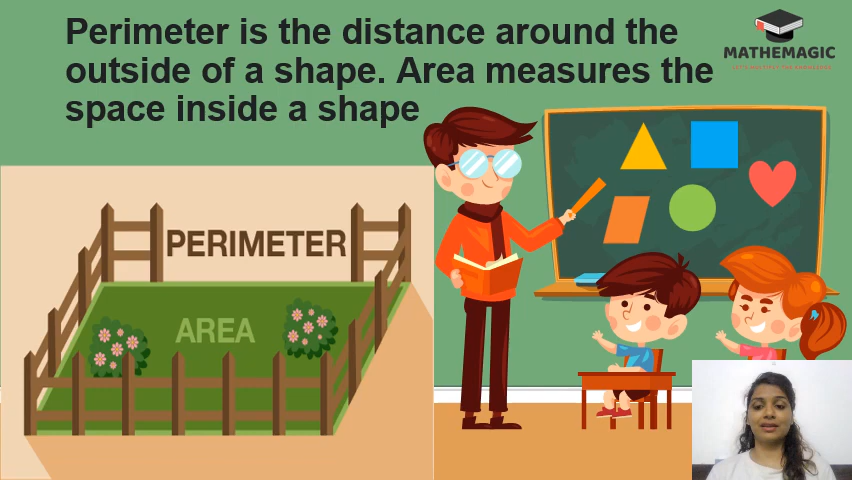 Perimeter is the distance around the
outside of a shape. Area measures the
space inside a shape
MATHEMAGIC
PERIMETER
AREA